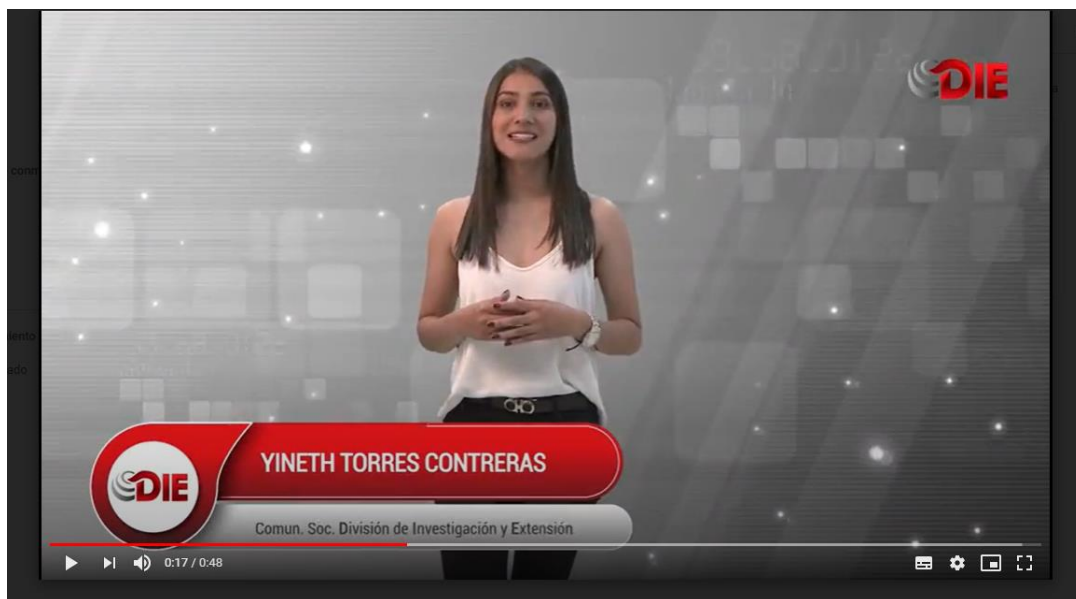 DIE
YINETH TORRES CONTRERAS
DIE
Comun. Soc. División de Investigación y Extensión
0:17 / 0:48